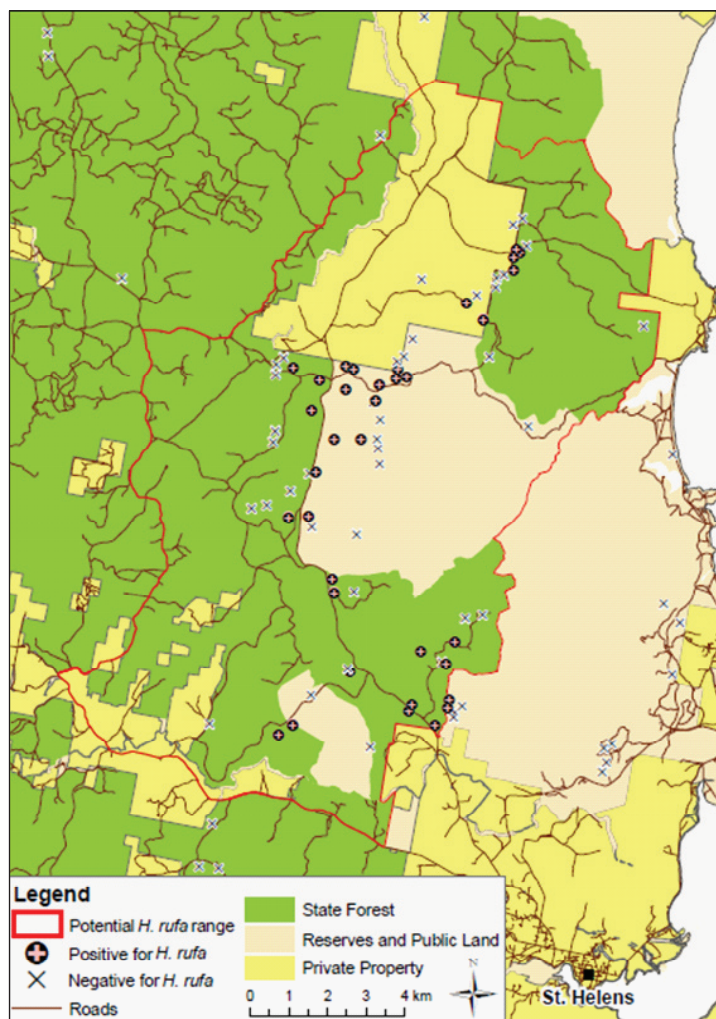 Legend
Potential H. rufa range
Positive for H. rufa
Negative for H. rufa
Roads
State Forest
Reserves and Public Land
Private Property
0 1 2 3 4 km
N
St. Helens